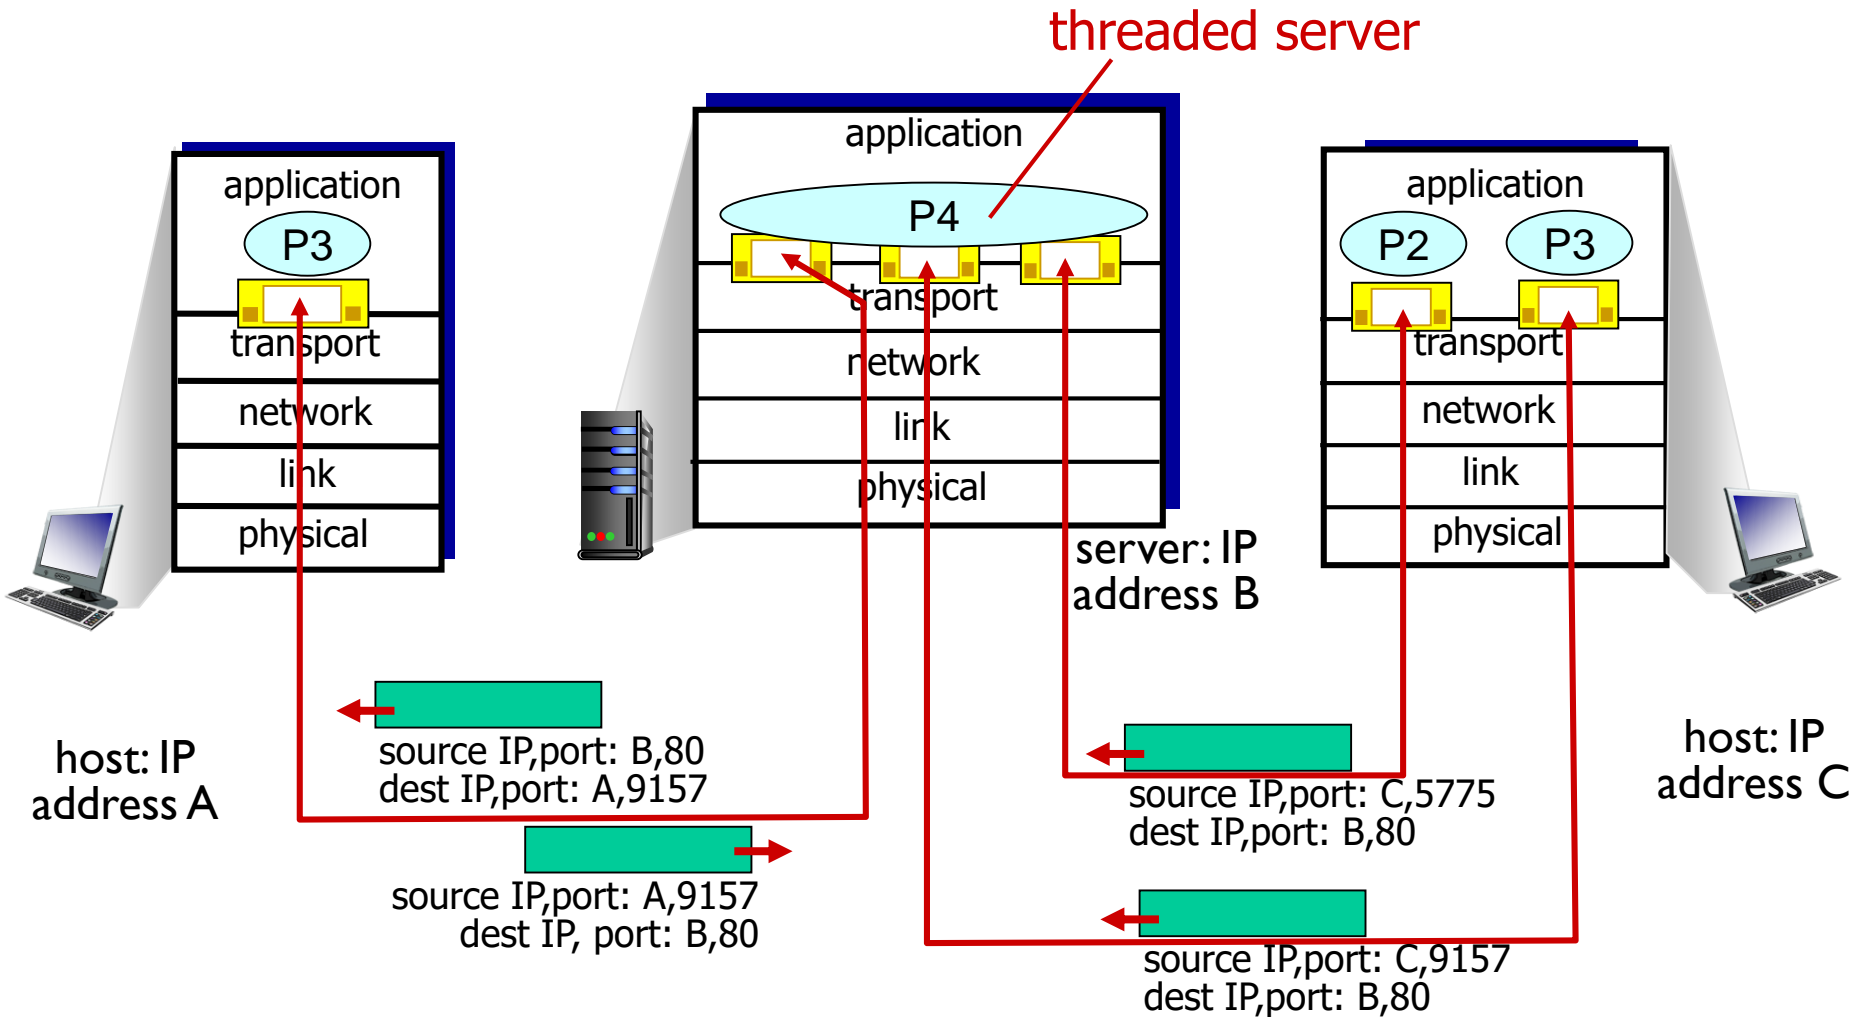 threaded server
application
P3
transport
network
link
physical
application
P4
transport
network
link
physical
application
P2
P3
transport
network
link
physical
server: IP
address B
host: IP
address A
source IP,port: B,80
dest IP,port: A,9157
source IP,port: A,9157
dest IP, port: B,80
source IP,port: C,5775
dest IP,port: B,80
source IP,port: C,9157
dest IP,port: B,80
host: IP
address C